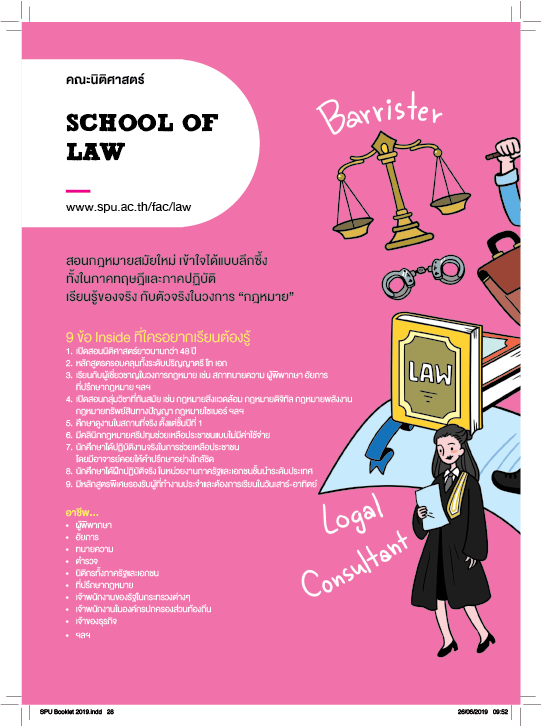 คณะนิติศาสตร์
SCHOOL OF
LAW
www.spu.ac.th/fac/law
Barrister
สอนกฎหมายสมัยใหม่ เข้าใจได้แบบลึกซึ้ง
ทั้งในภาคทฤษฎีและภาคปฏิบัติ
เรียนรู้ของจริง กับตัวจริงในวงการ “กฎหมาย”
9 ข้อ Inside ที่ใครอยากเรียนต้องรู้
1. เปิดสอนนิติศาสตร์ยาวนานกว่า 48 ปี
2. หลักสูตรครอบคลุมทั้งระดับปริญญาตรี โท เอก
3. เรียนกับผู้เชี่ยวชาญในวงการกฎหมาย เช่น สภาทนายความ ผู้พิพากษา อัยการ
ที่ปรึกษากฎหมาย ฯลฯ
4. เปิดสอนกลุ่มวิชาที่ทันสมัย เช่น กฎหมายสิ่งแวดล้อม กฎหมายดิจิทัล กฎหมายพลังงาน
กฎหมายทรัพย์สินทางปัญญา กฎหมายไซเบอร์ ฯลฯ
5. ศึกษาดูงานในสถานที่จริง ตั้งแต่ชั้นปีที่ 1
6. มีคลินิกกฎหมายศรีปทุมช่วยเหลือประชาชนแบบไม่มีค่าใช้จ่าย
7. นักศึกษาได้ปฏิบัติงานจริงในการช่วยเหลือประชาชน
โดยมีอาจารย์คอยให้คำปรึกษาอย่างใกล้ชิด
8. นักศึกษาได้ฝึกปฏิบัติจริง ในหน่วยงานภาครัฐและเอกชนชั้นนำระดับประเทศ
9. มีหลักสูตรพิเศษรองรับผู้ที่ทำงานประจำและต้องการเรียนในวันเสาร์-อาทิตย์
LAW
อาชีพ...
• ผู้พิพากษา
• อัยการ
• ทนายความ
• ตำรวจ
• นิติกรทั้งภาครัฐและเอกชน
• ที่ปรึกษากฎหมาย
• เจ้าพนักงานของรัฐในกระทรวงต่างๆ
• เจ้าพนักงานในองค์กรปกครองส่วนท้องถิ่น
• เจ้าของธุรกิจ
• ฯลฯ
Logal
Consultant
SPU Booklet 2019.indd 28
26/06/2019 09:52